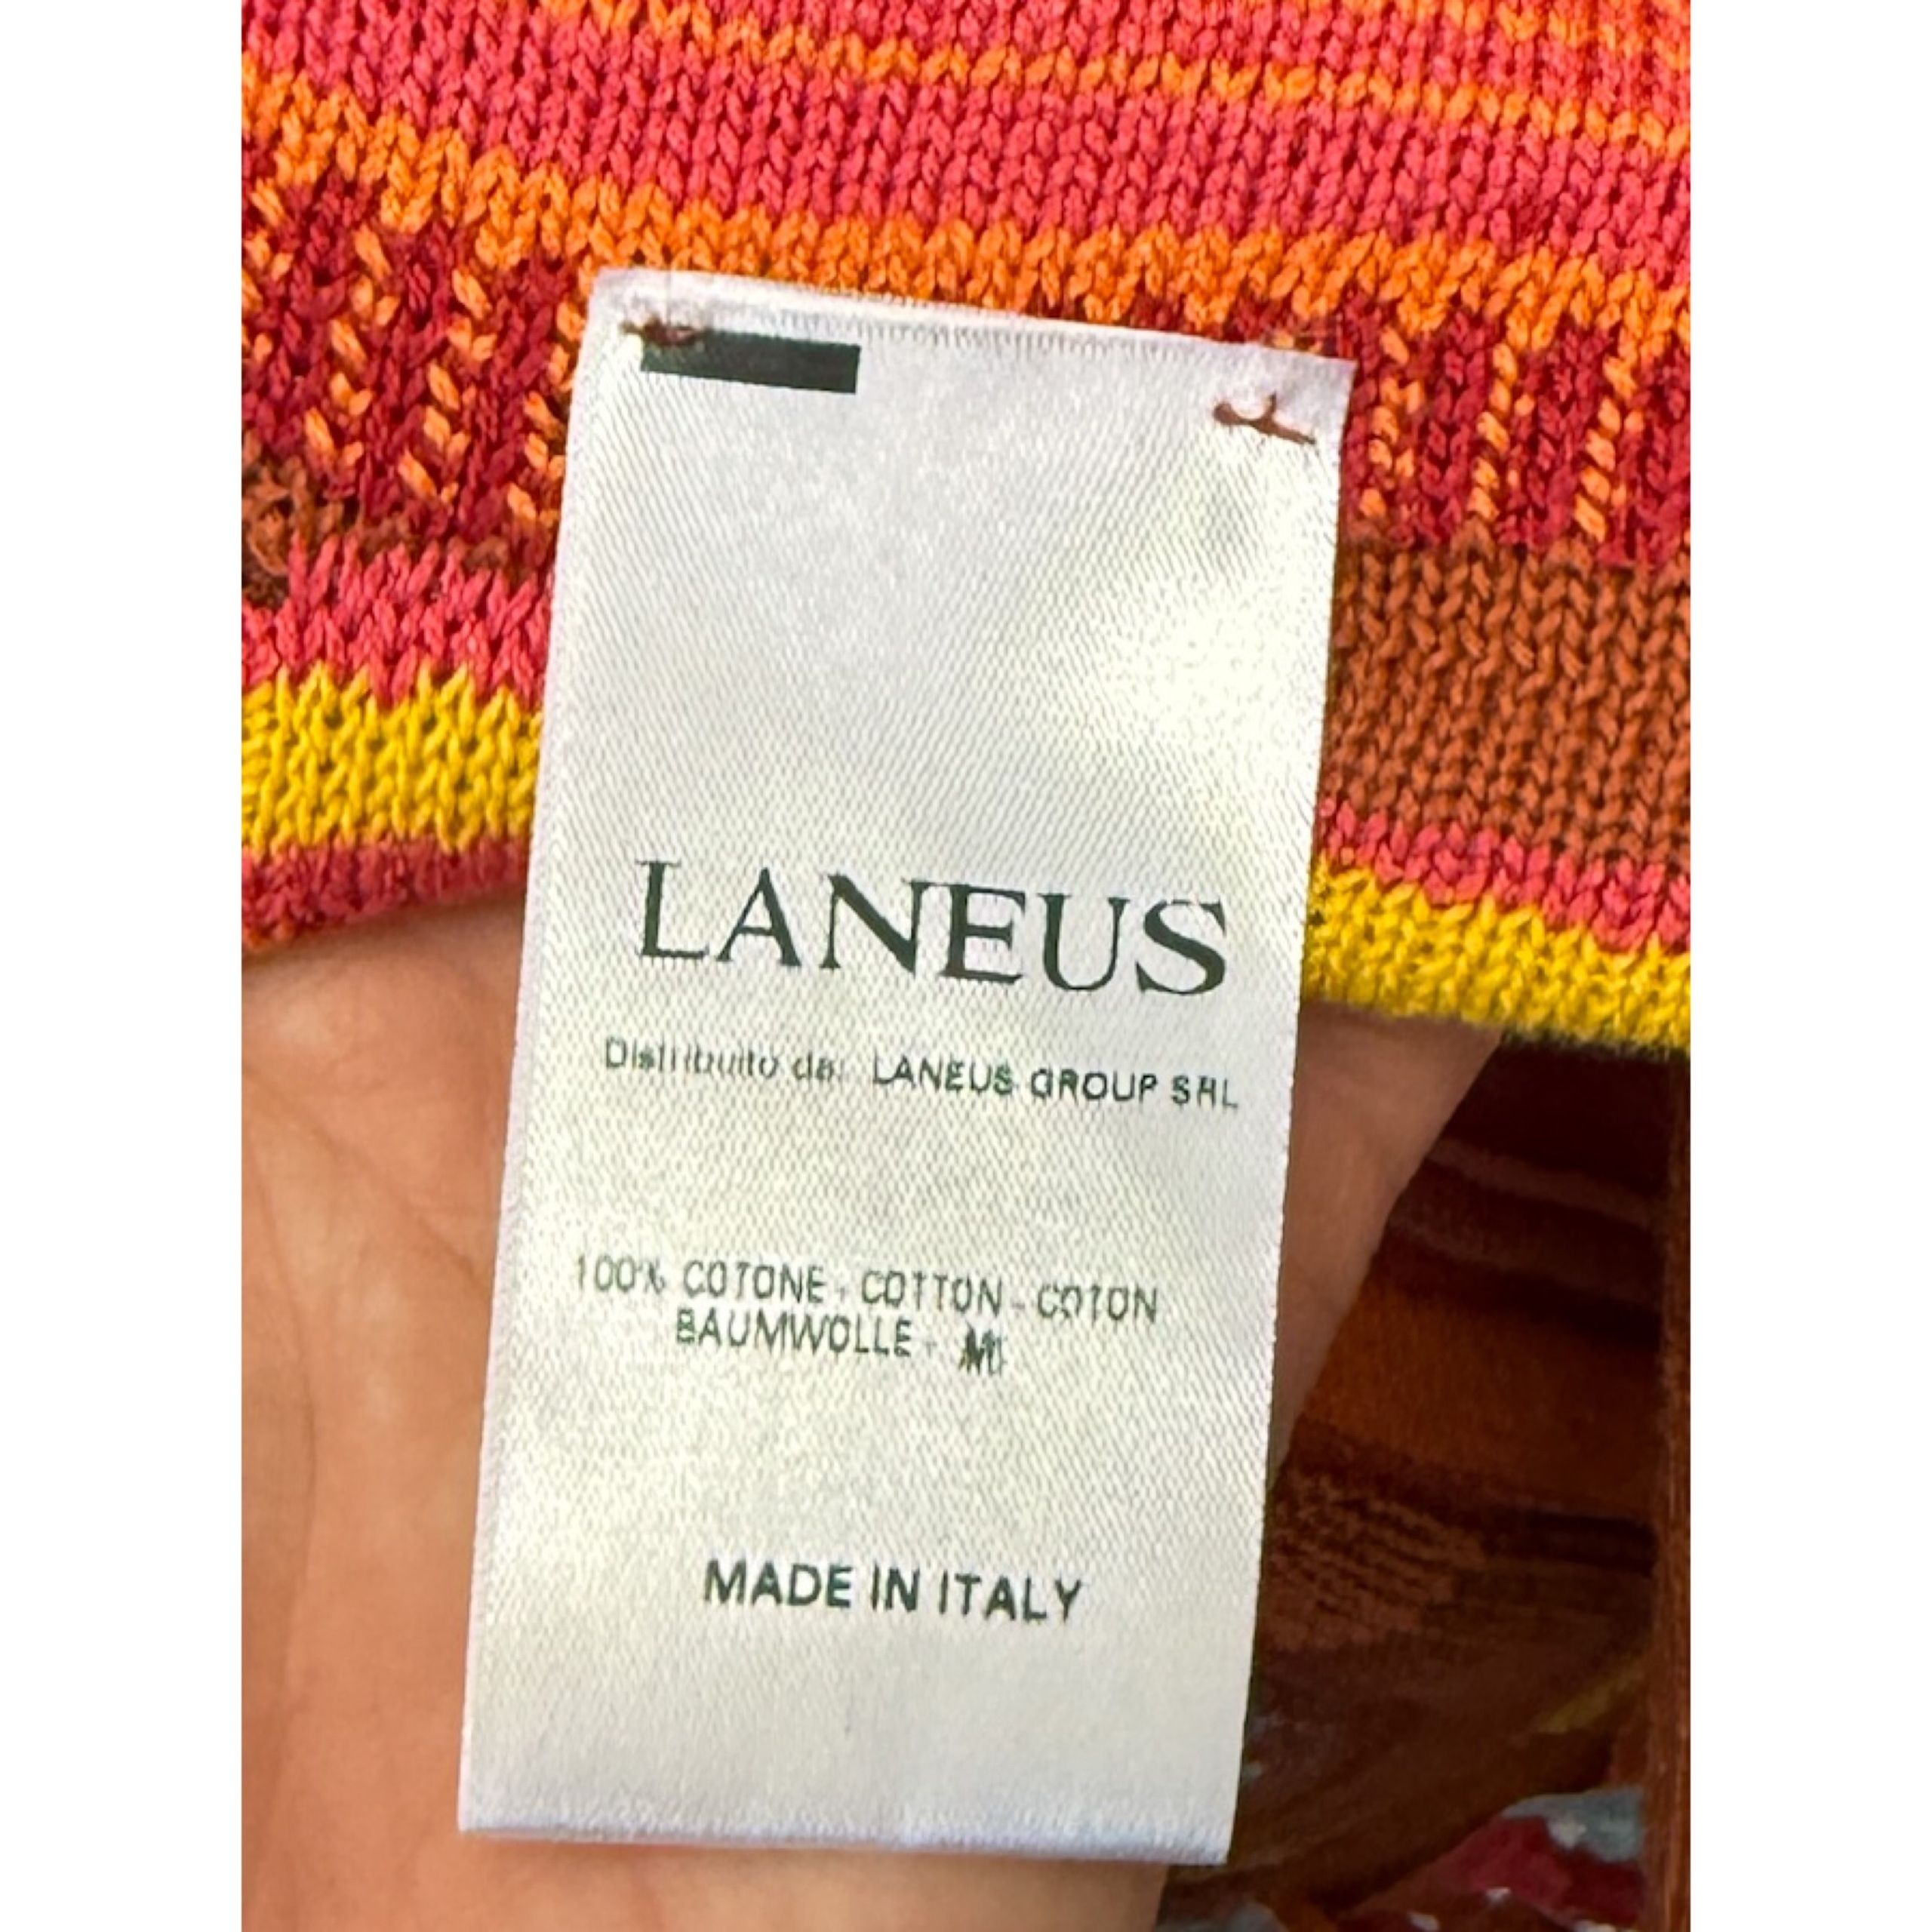 LANEUS
Distribuito da: LANEUS GROUP SRL
100% COTONE - COTTON - COTON
BAUMWOLLE -
MADE IN ITALY